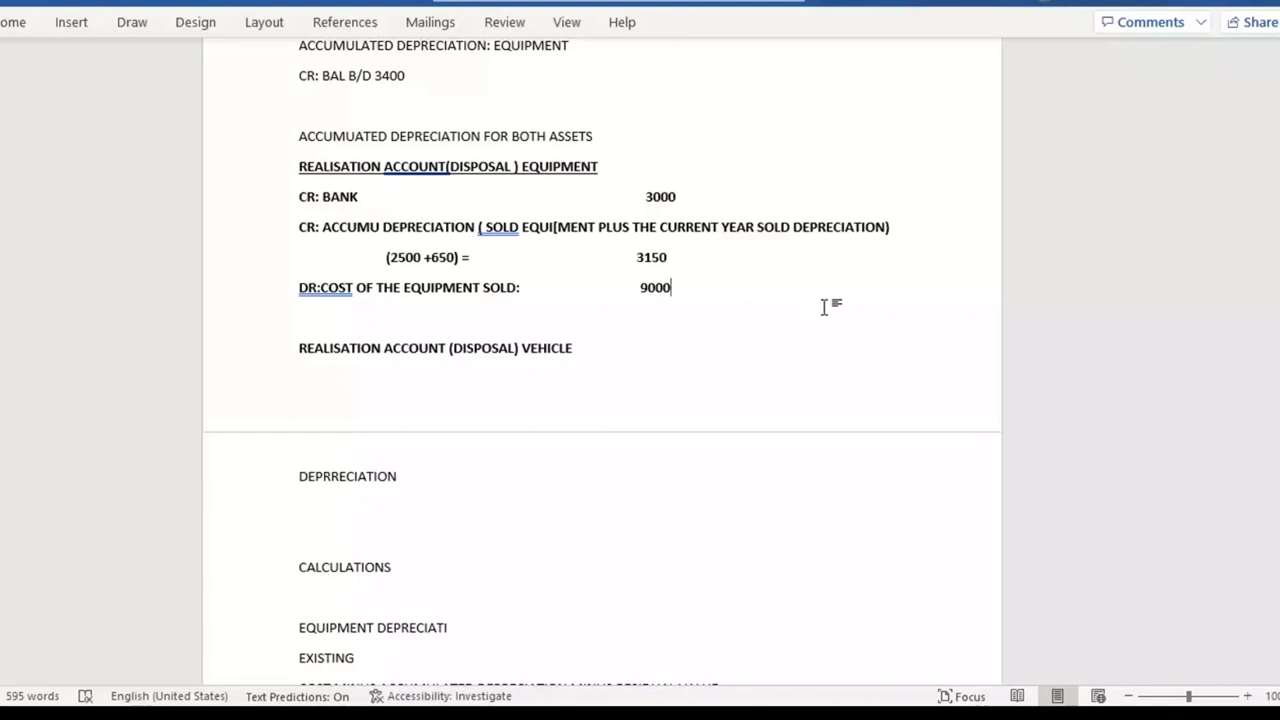 ome Insert Draw Design Layout References Mailings Review View Help Comments Share
ACCUMULATED DEPRECIATION: EQUIPMENT
CR: BAL B/D 3400
ACCUMUATED DEPRECIATION FOR BOTH ASSETS
REALISATION ACCOUNT(DISPOSAL ) EQUIPMENT
CR: BANK 3000
CR: ACCUMU DEPRECIATION ( SOLD EQUI[MENT PLUS THE CURRENT YEAR SOLD DEPRECIATION)
(2500 +650) = 3150
DR:COST OF THE EQUIPMENT SOLD: 9000
REALISATION ACCOUNT (DISPOSAL) VEHICLE
DEPRRECIATION
CALCULATIONS
EQUIPMENT DEPRECIATI
EXISTING
595 words English (United States) Text Predictions: On Accessibility: Investigate Focus 100